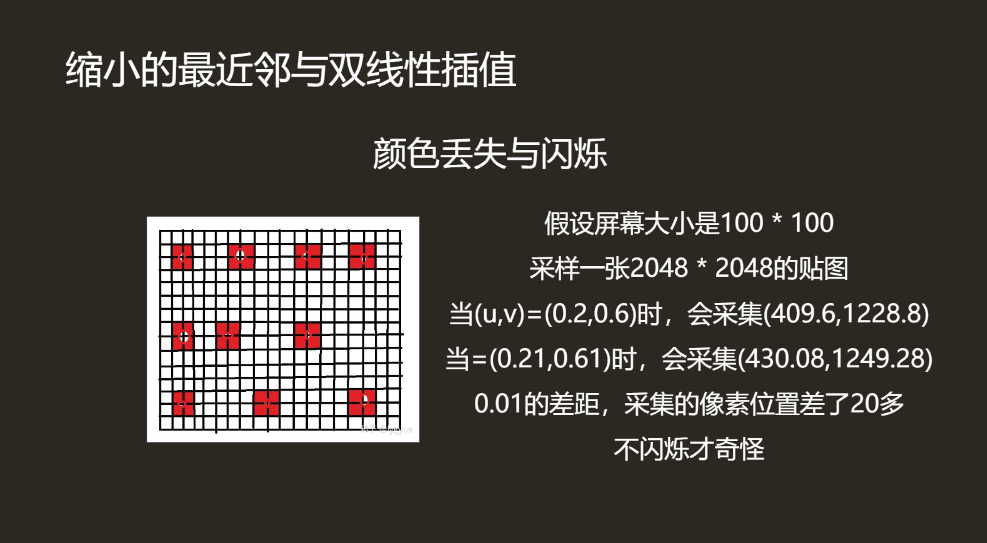 缩小的最近邻与双线性插值
颜色丢失与闪烁
假设屏幕大小是100 * 100
采样一张2048 * 2048的贴图
当(u,v)=(0.2,0.6)时，会采集(409.6,1228.8)
当=(0.21,0.61)时，会采集(430.08,1249.28)
0.01的差距，采集的像素位置差了20多
不闪烁才奇怪